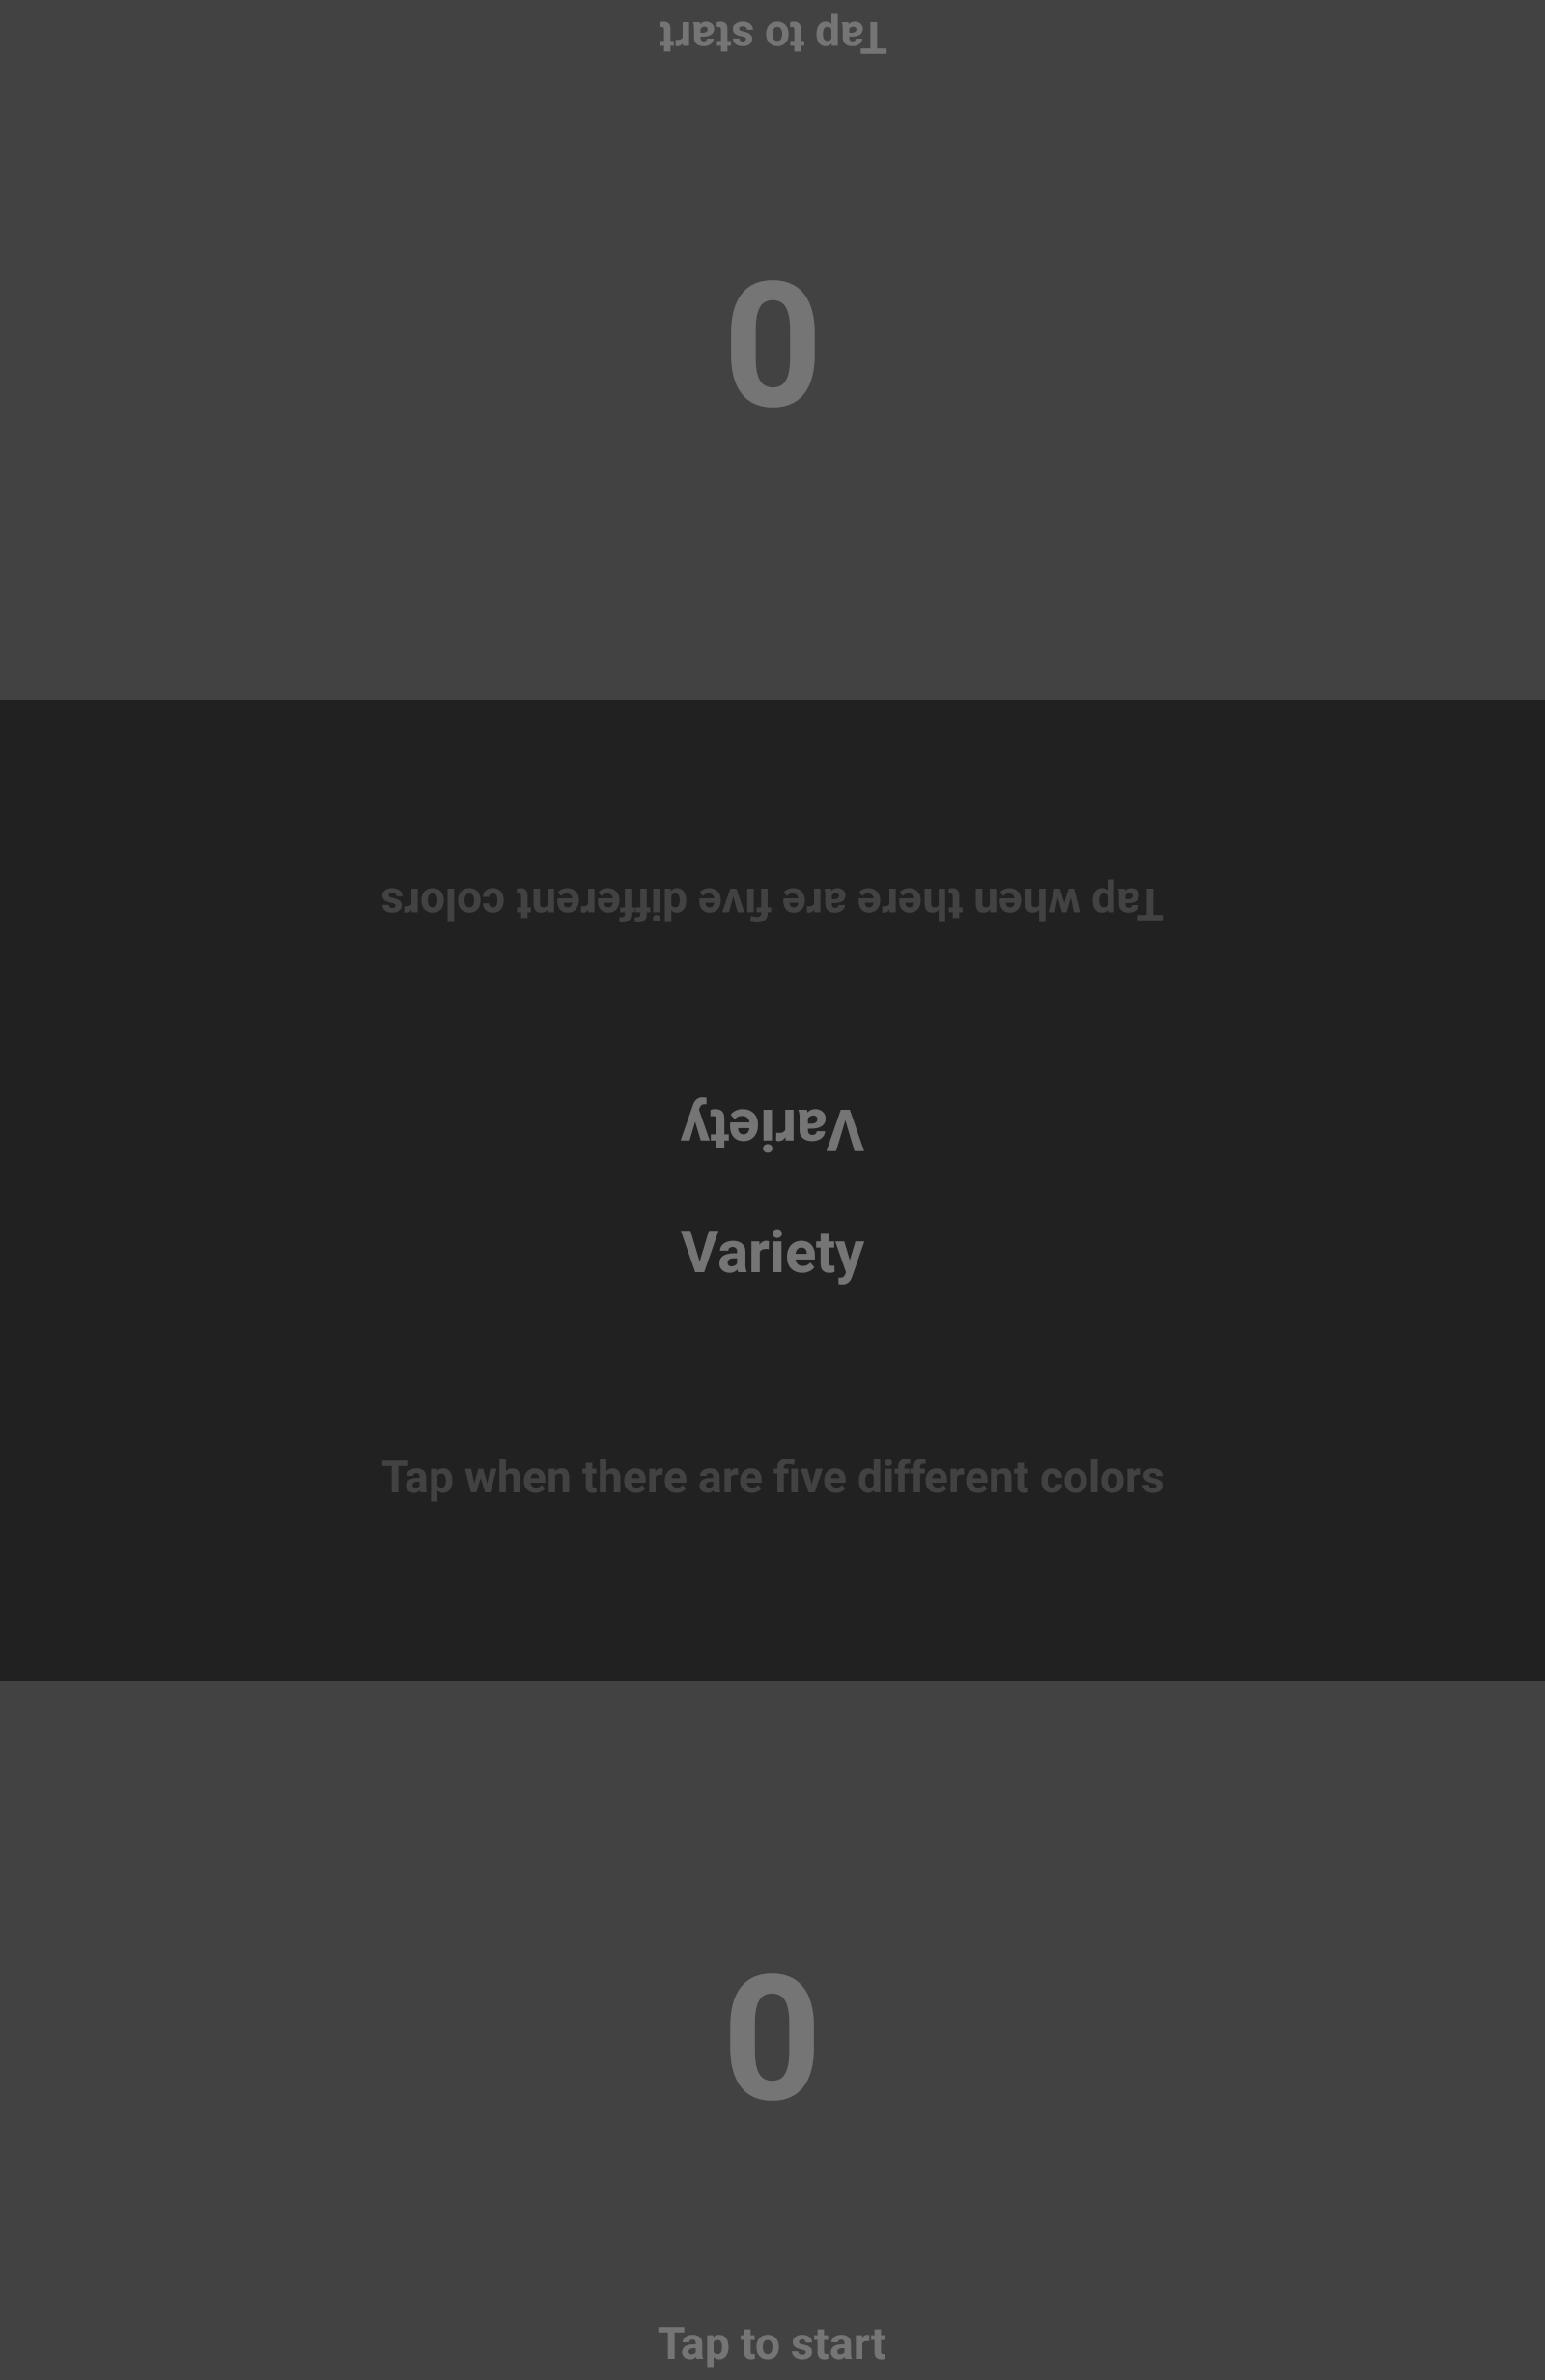 Tap to start
0
Tap when there are five different colors
Variety
Variety
Tap when there are five different colors
0
Tap to start